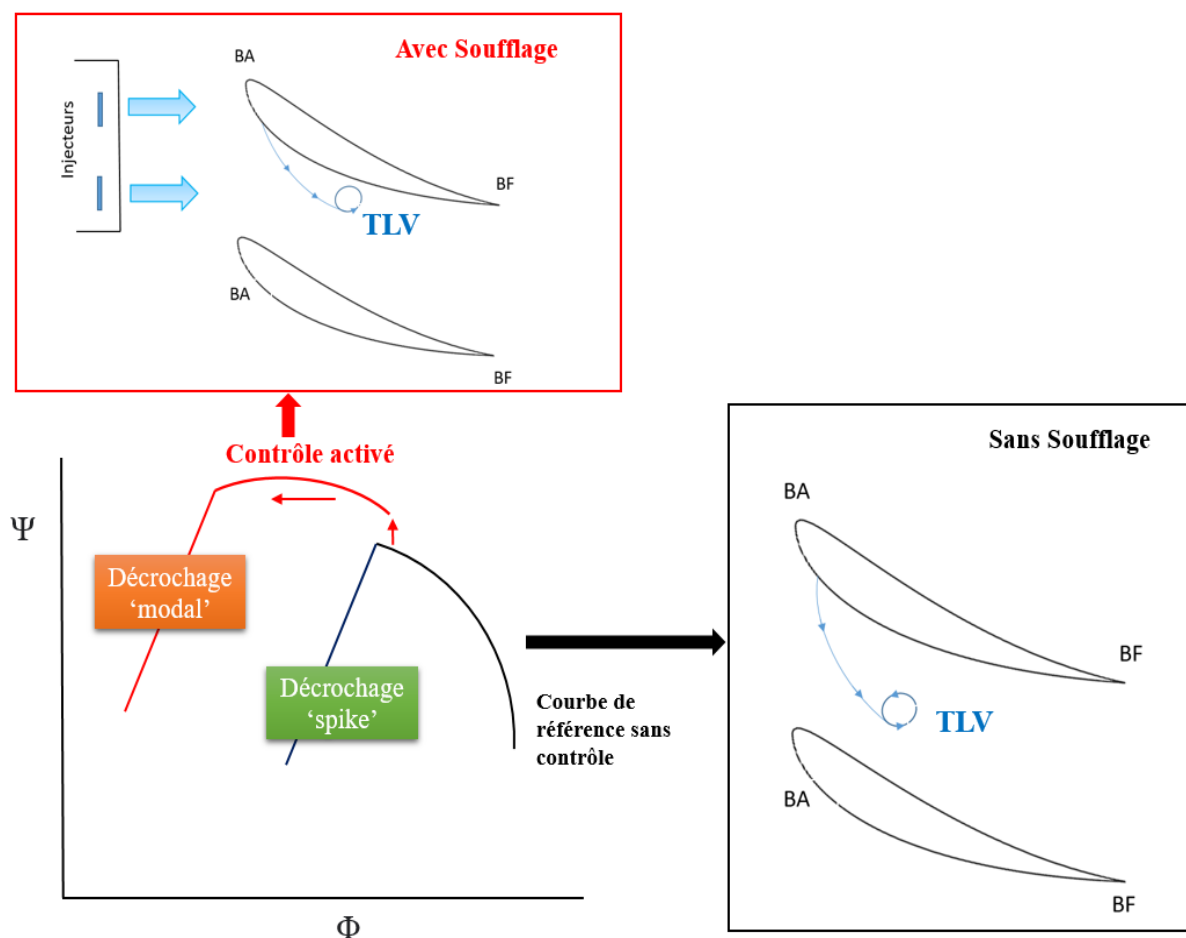 Avec Soufflage
BA
Injecteurs
BF
TLV
BA
BF
Contrôle activé
Ψ
Décrochage
‘modal’
Décrochage
‘spike’
Φ
Courbe de
référence sans
contrôle
Sans Soufflage
BA
BF
TLV
BA
BF